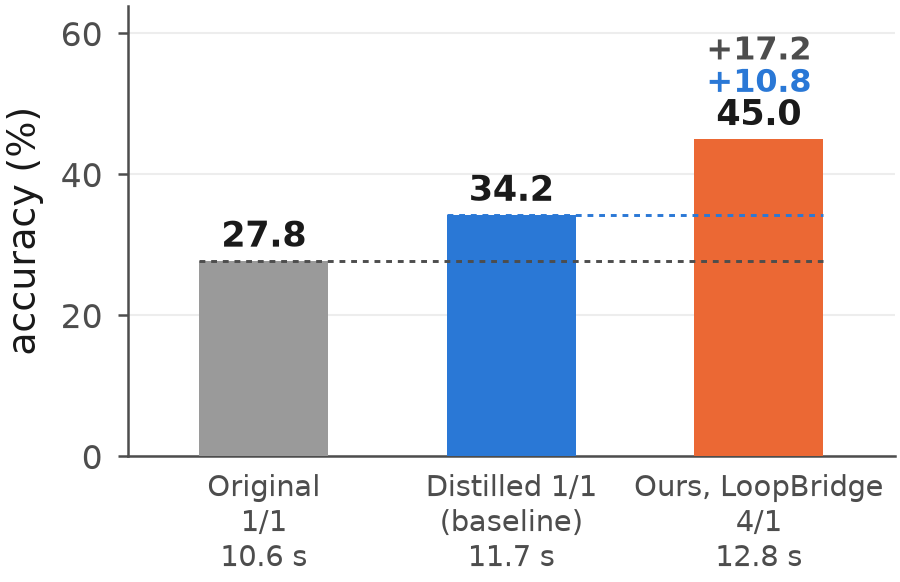 accuracy (%)
60
40
20
0
27.8
34.2
+17.2
+10.8
45.0
Original
1/1
10.6 s
Distilled 1/1
(baseline)
11.7 s
Ours, LoopBridge
4/1
12.8 s